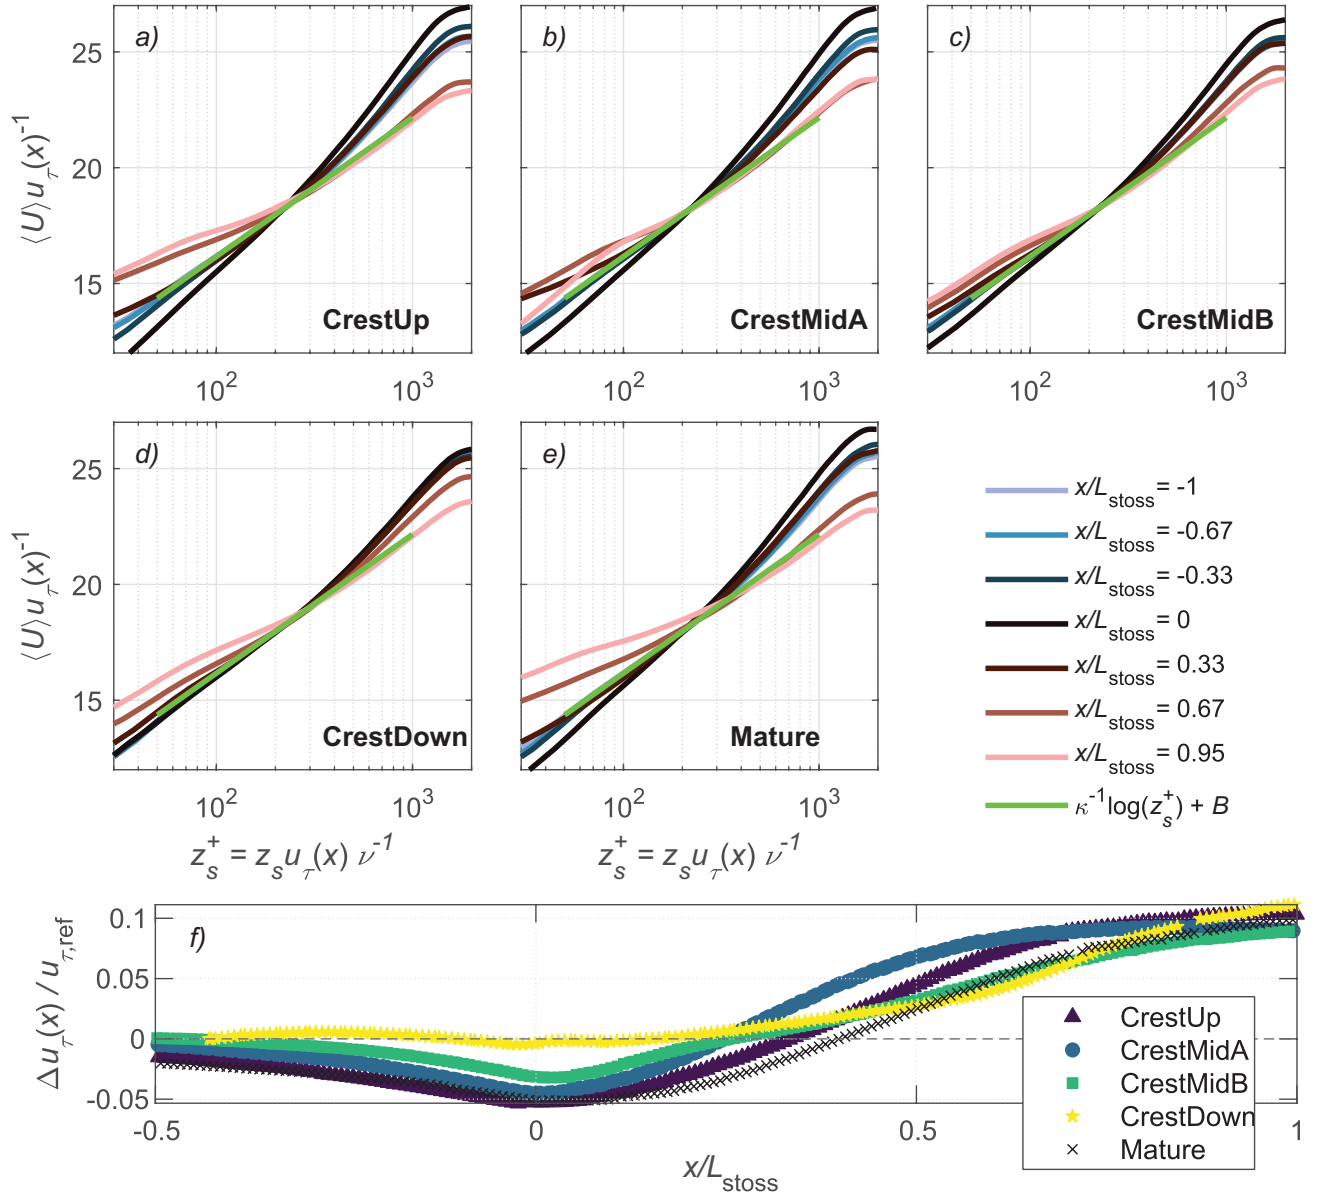 a)
b)
c)
25
20
15
⟨U⟩u_τ(x)^-1
CrestUp
CrestMidA
CrestMidB
10^2
10^3
10^2
10^3
10^2
10^3
d)
e)
25
20
15
⟨U⟩u_τ(x)^-1
CrestDown
Mature
10^2
10^3
10^2
10^3
z_s^+ = z_s u_τ(x) ν^-1
z_s^+ = z_s u_τ(x) ν^-1
x/L_stoss = -1
x/L_stoss = -0.67
x/L_stoss = -0.33
x/L_stoss = 0
x/L_stoss = 0.33
x/L_stoss = 0.67
x/L_stoss = 0.95
κ^-1log(z_s^+) + B
f)
0.1
0.05
0
-0.05
Δu_τ(x) / u_τ,ref
CrestUp
CrestMidA
CrestMidB
CrestDown
Mature
-0.5
0
0.5
1
x/L_stoss